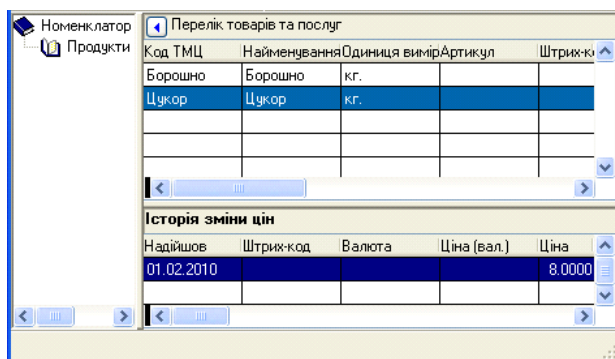 Номенклатор
Продукти
Перелік товарів та послуг
Код ТМЦ Найменування Одиниця вимір Артикул Штрих-к
Борошно Борошно кг.
Цукор Цукор кг.
Історія зміни цін
Надійшов Штрих-код Валюта Ціна (вал.) Ціна
01.02.2010 8.0000